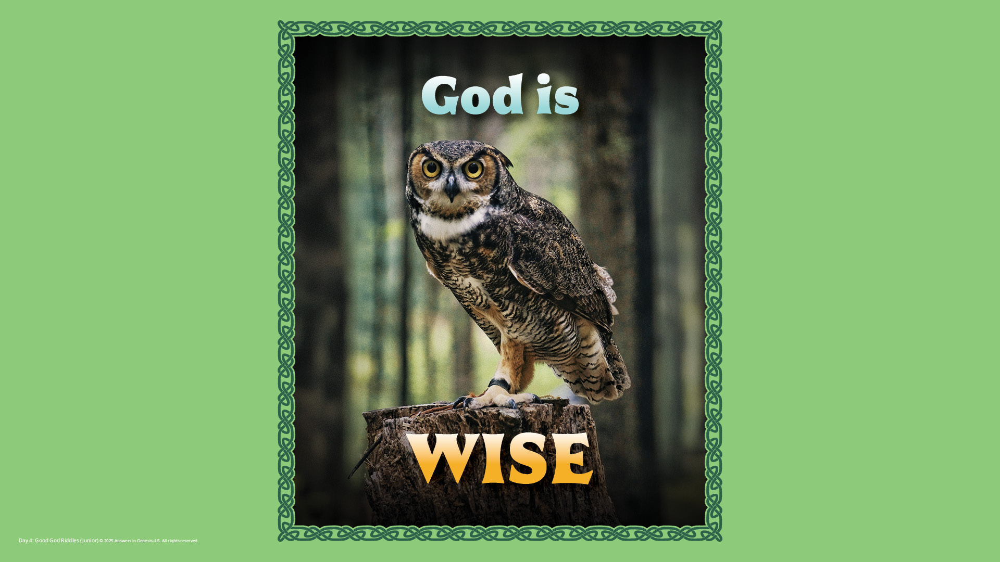 God is
WISE
Day 4: Good God Riddles (Junior) © 2025 Answers in Genesis–US. All rights reserved.